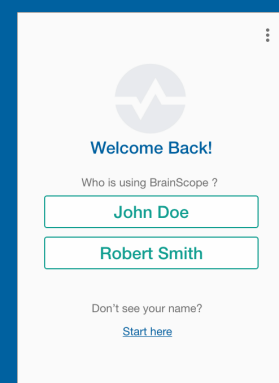 Welcome Back!
Who is using BrainScope ?
John Doe
Robert Smith
Don't see your name?
Start here